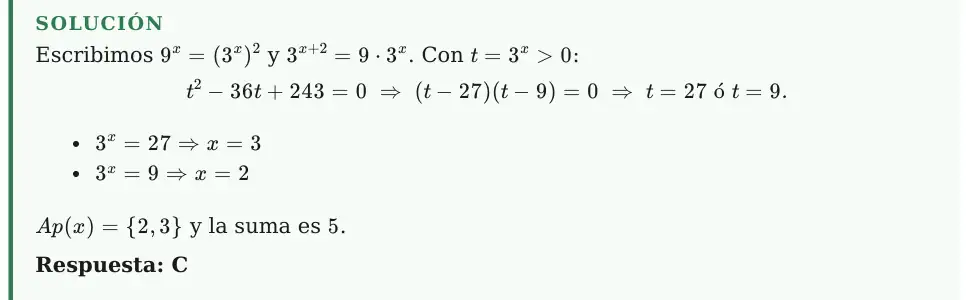 SOLUCIÓN
Escribimos 9^x = (3^x)^2 y 3^{x+2} = 9 · 3^x. Con t = 3^x > 0:
t^2 − 36t + 243 = 0 ⇒ (t − 27)(t − 9) = 0 ⇒ t = 27 ó t = 9.
• 3^x = 27 ⇒ x = 3
• 3^x = 9 ⇒ x = 2
Ap(x) = {2, 3} y la suma es 5.
Respuesta: C